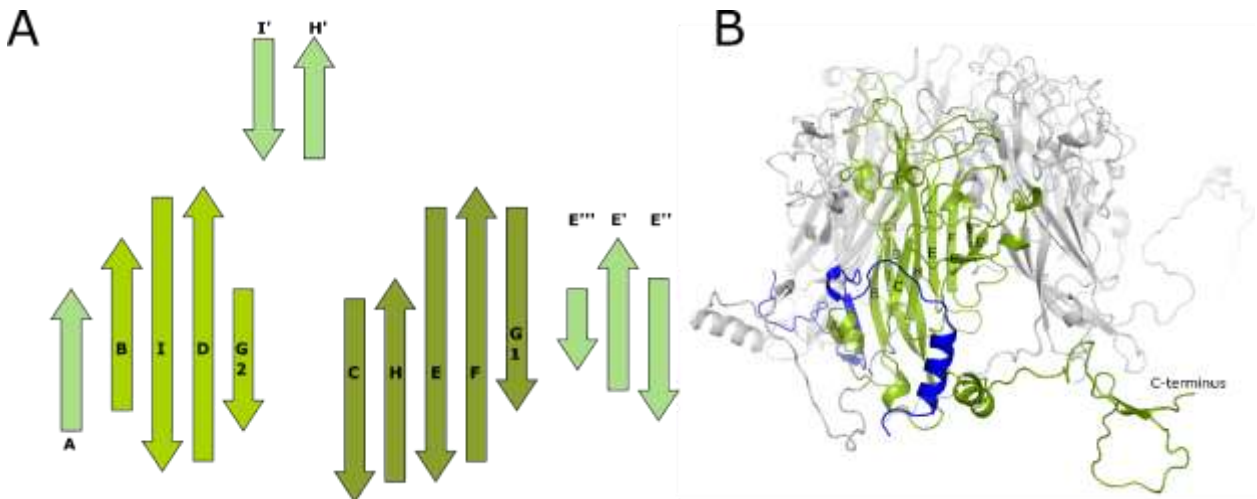 A
B
I' H'
E''' E' E''
B I D G
2
C H E F G
1
A
E C H E F
C-terminus